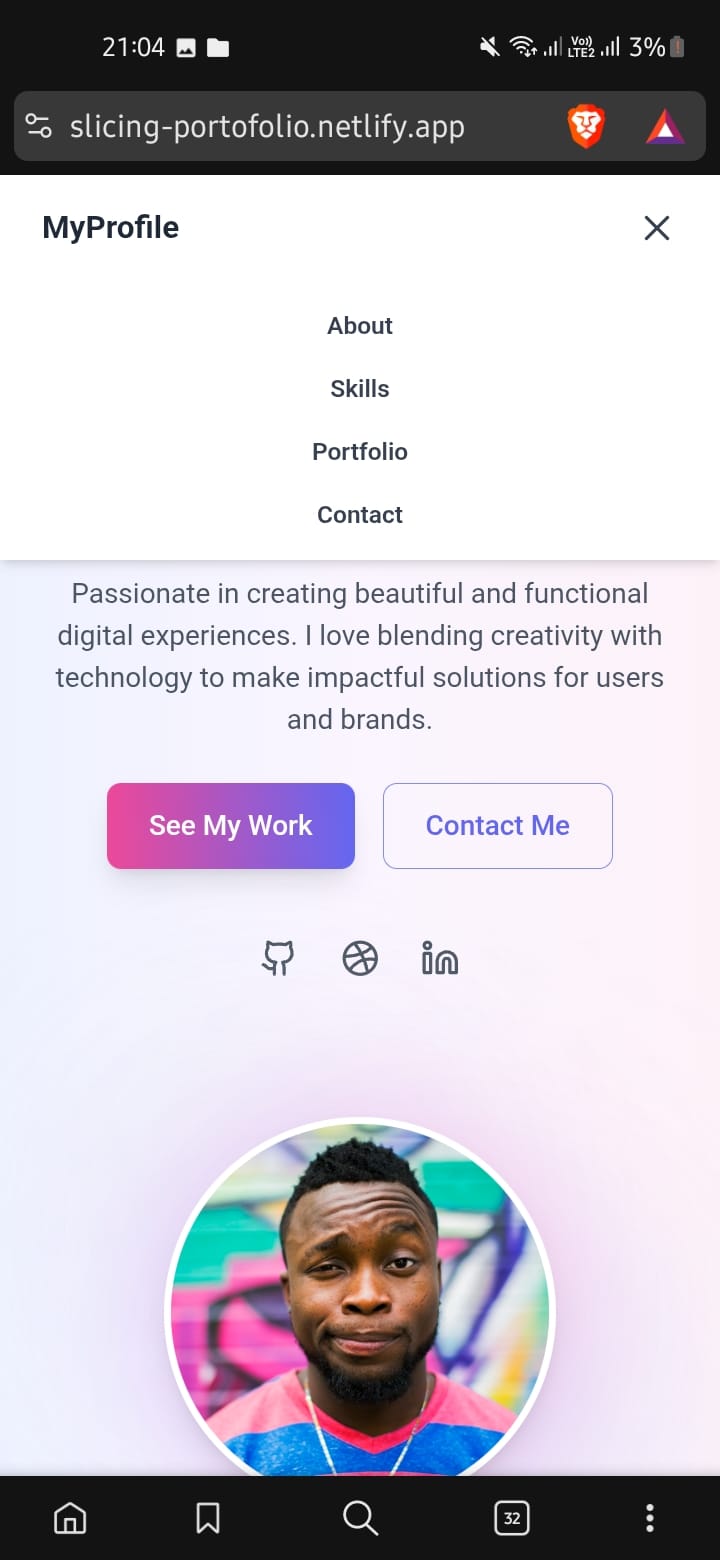 21:04 Vo)) LTE2 3%
slicing-portofolio.netlify.app
MyProfile
About
Skills
Portfolio
Contact
Passionate in creating beautiful and functional
digital experiences. I love blending creativity with
technology to make impactful solutions for users
and brands.
See My Work Contact Me
in
32